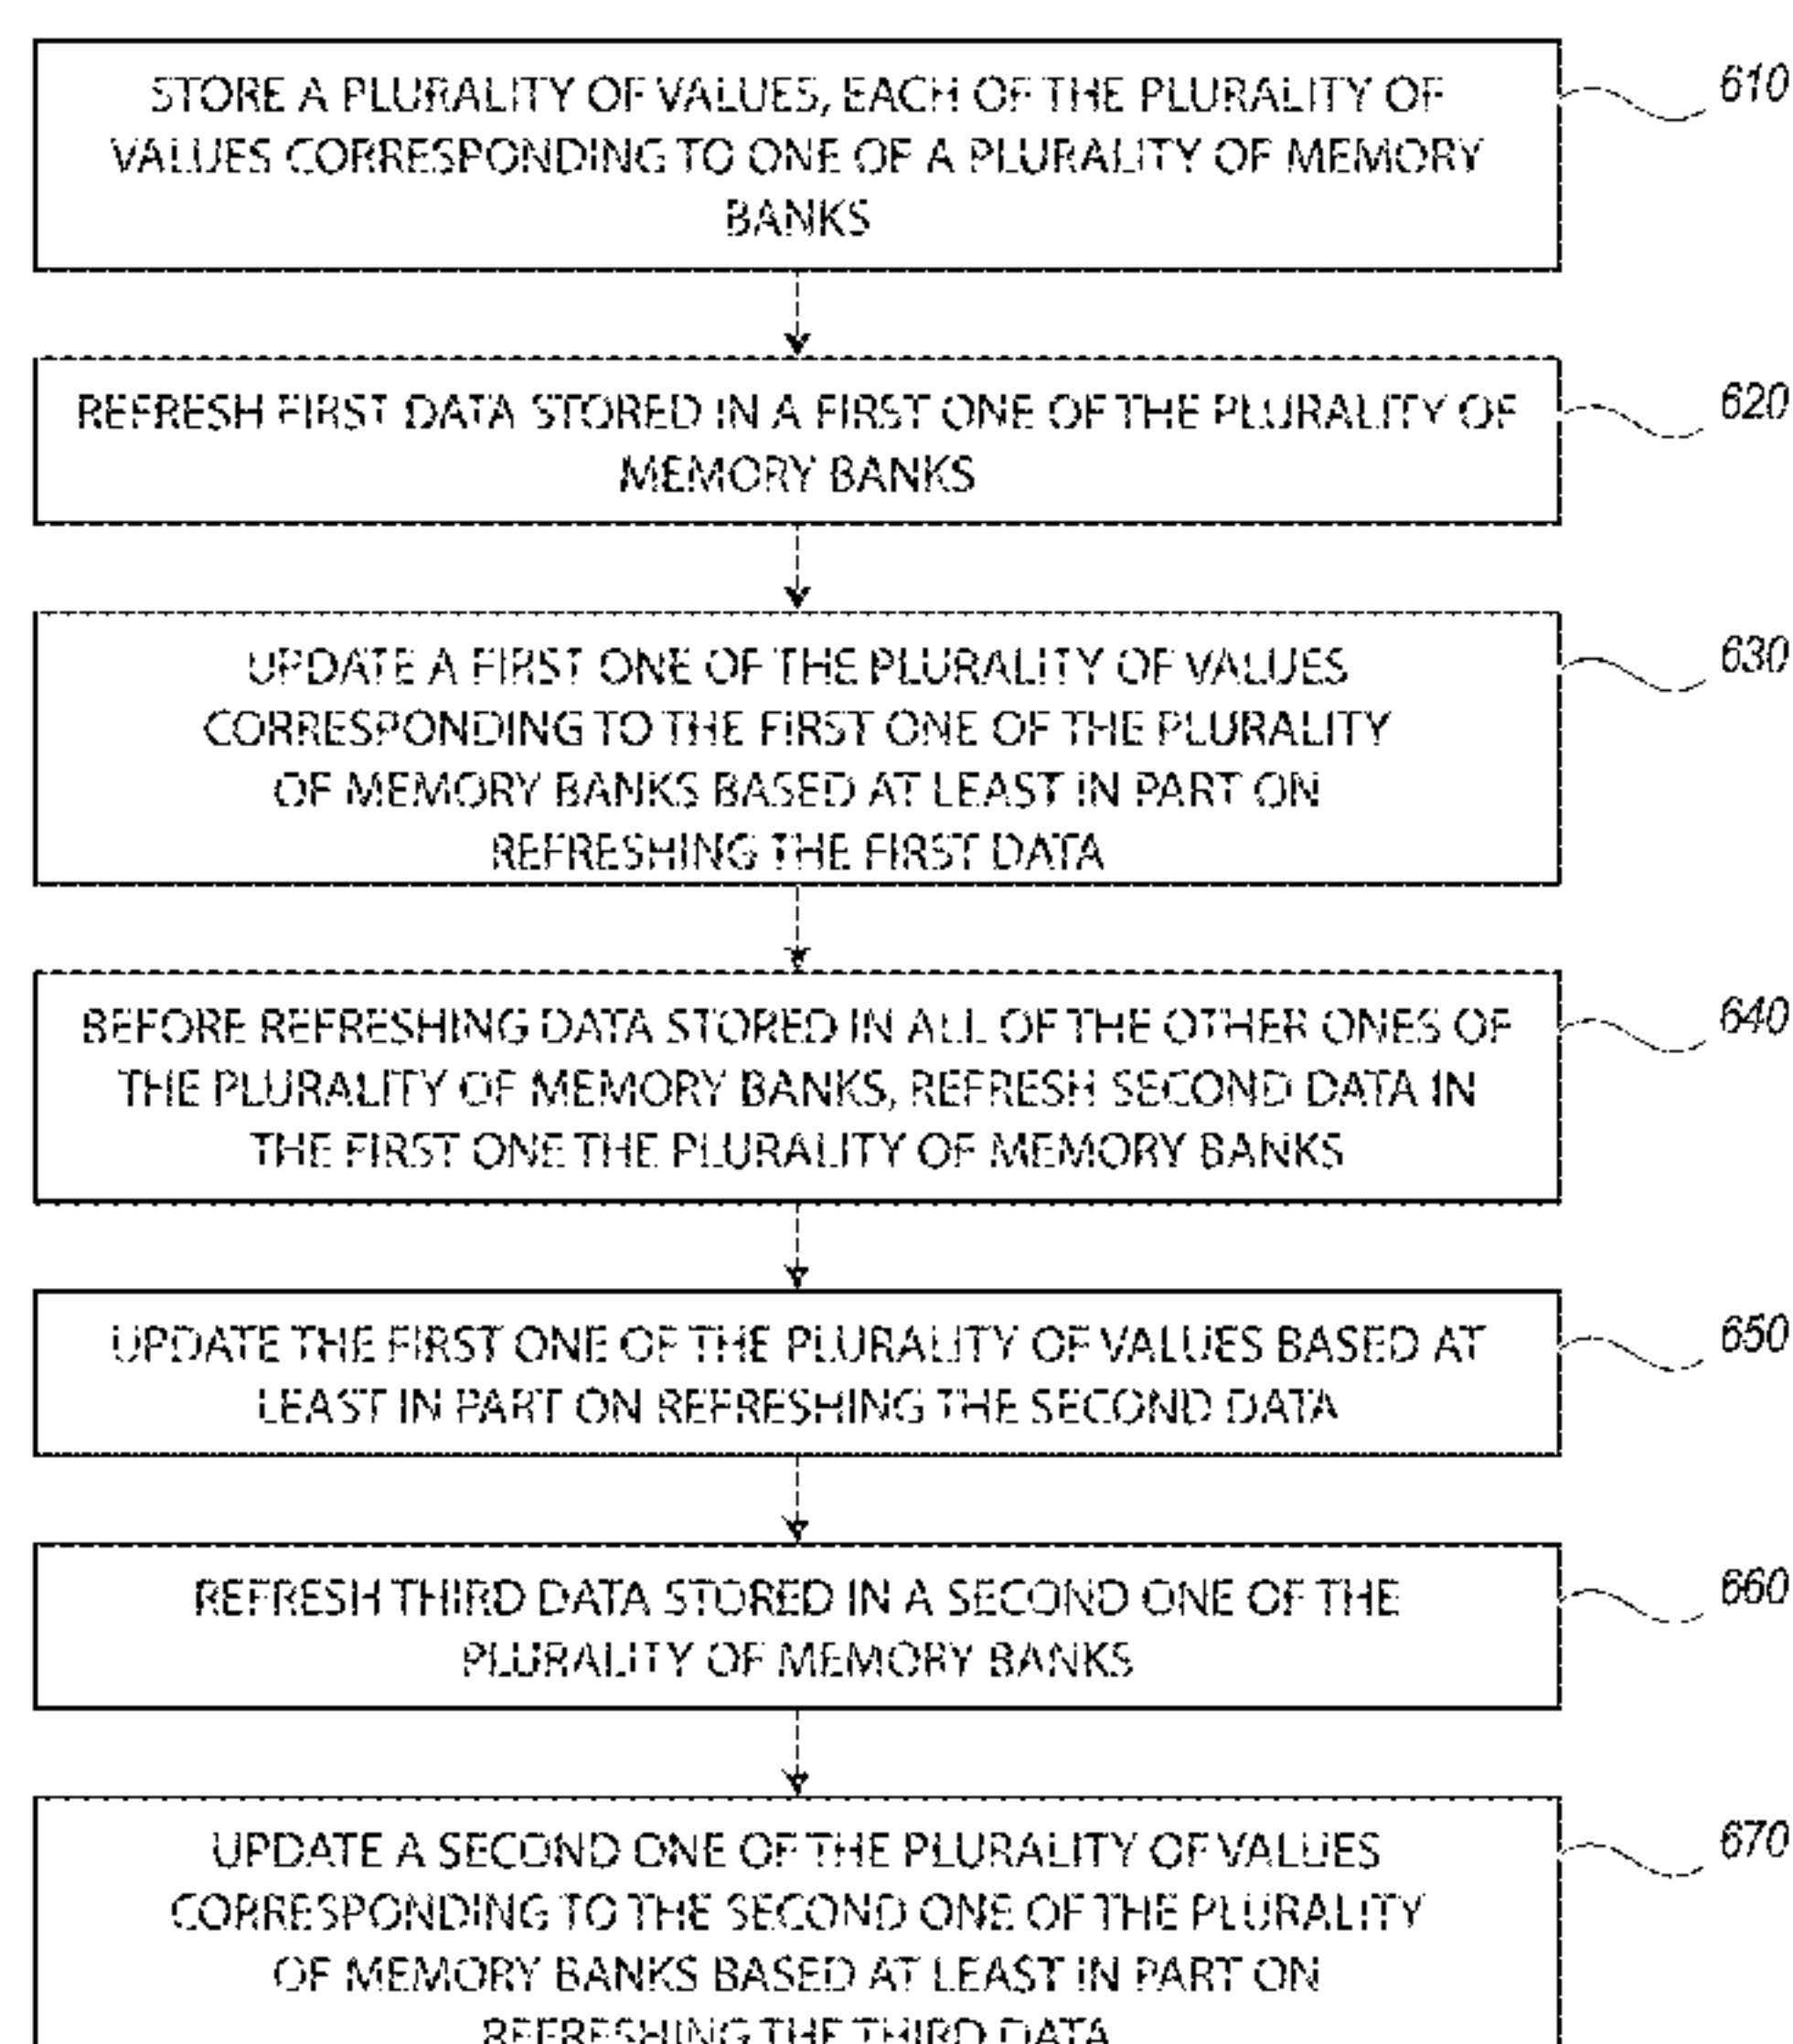 STORE A PLURALITY OF VALUES, EACH OF THE PLURALITY OF
VALUES CORRESPONDING TO ONE OF A PLURALITY OF MEMORY
BANKS
610
REFRESH FIRST DATA STORED IN A FIRST ONE OF THE PLURALITY OF
MEMORY BANKS
620
UPDATE A FIRST ONE OF THE PLURALITY OF VALUES
CORRESPONDING TO THE FIRST ONE OF THE PLURALITY
OF MEMORY BANKS BASED AT LEAST IN PART ON
REFRESHING THE FIRST DATA
630
BEFORE REFRESHING DATA STORED IN ALL OF THE OTHER ONES OF
THE PLURALITY OF MEMORY BANKS, REFRESH SECOND DATA IN
THE FIRST ONE THE PLURALITY OF MEMORY BANKS
640
UPDATE THE FIRST ONE OF THE PLURALITY OF VALUES BASED AT
LEAST IN PART ON REFRESHING THE SECOND DATA
650
REFRESH THIRD DATA STORED IN A SECOND ONE OF THE
PLURALITY OF MEMORY BANKS
660
UPDATE A SECOND ONE OF THE PLURALITY OF VALUES
CORRESPONDING TO THE SECOND ONE OF THE PLURALITY
OF MEMORY BANKS BASED AT LEAST IN PART ON
REFRESHING THE THIRD DATA
670